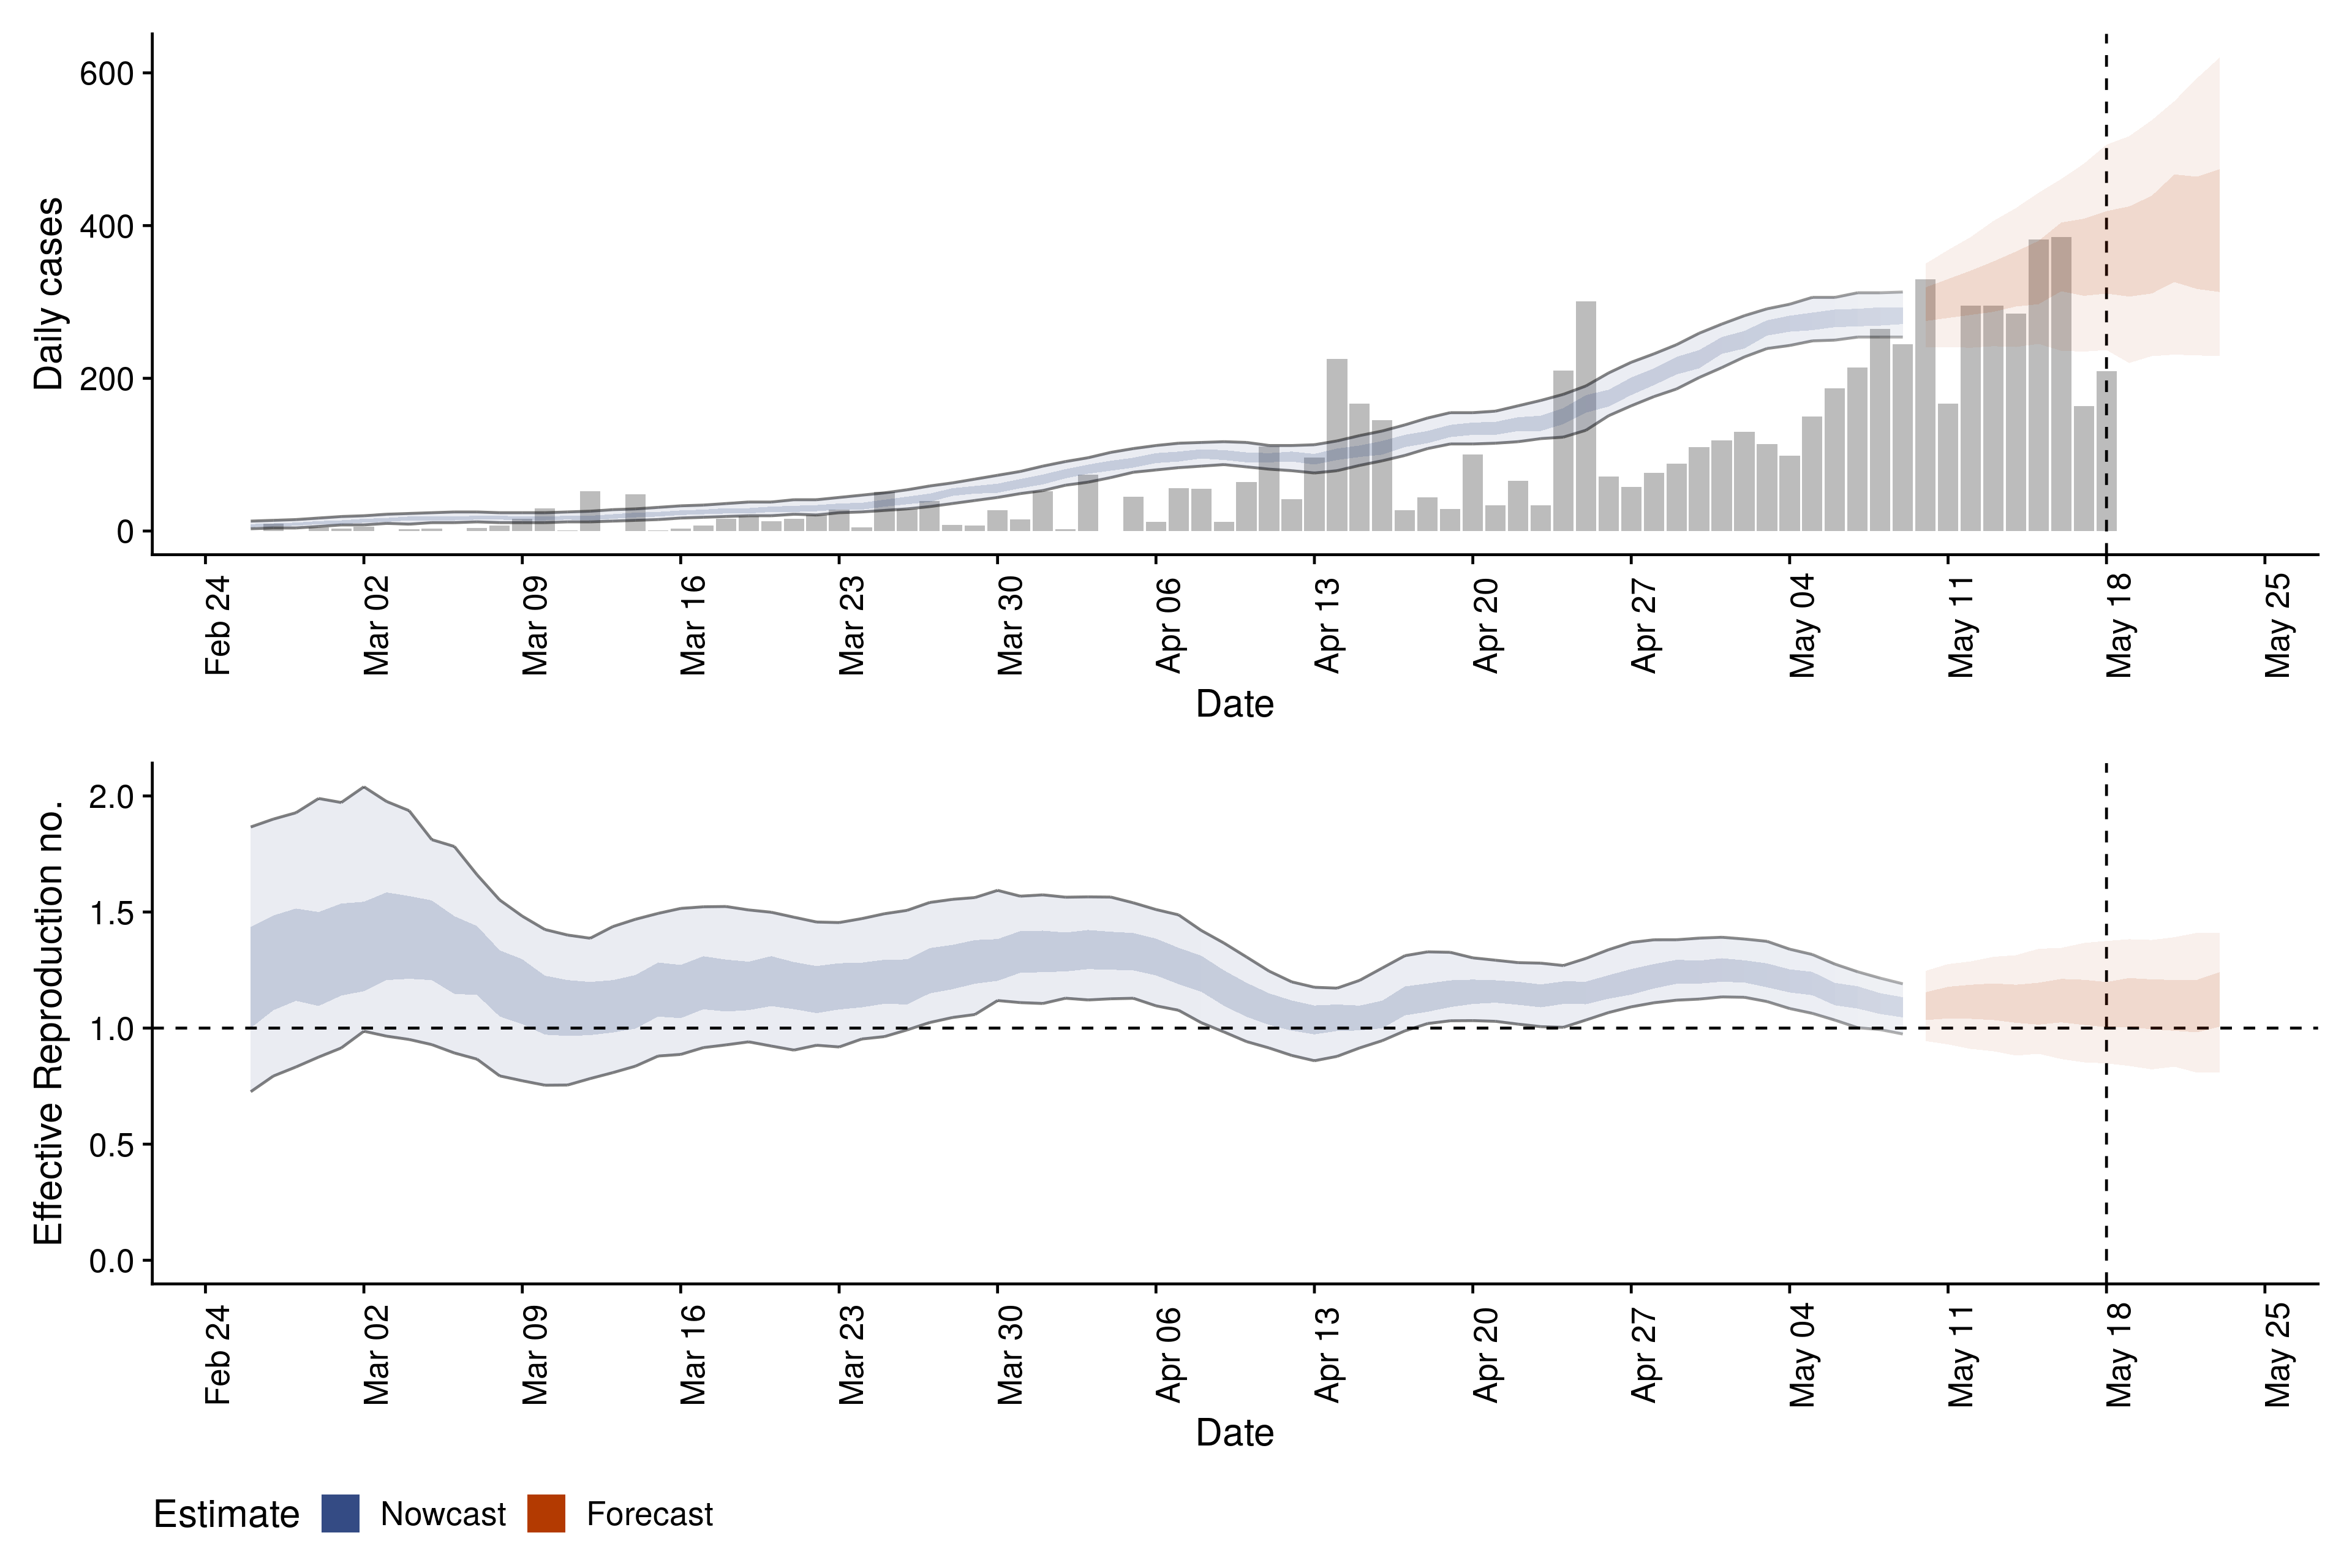 600
400
200
0
Daily cases
Feb 24 Mar 02 Mar 09 Mar 16 Mar 23 Mar 30 Apr 06 Apr 13 Apr 20 Apr 27 May 04 May 11 May 18 May 25
Date
2.0
1.5
1.0
0.5
0.0
Effective Reproduction no.
Feb 24 Mar 02 Mar 09 Mar 16 Mar 23 Mar 30 Apr 06 Apr 13 Apr 20 Apr 27 May 04 May 11 May 18 May 25
Date
Estimate Nowcast Forecast